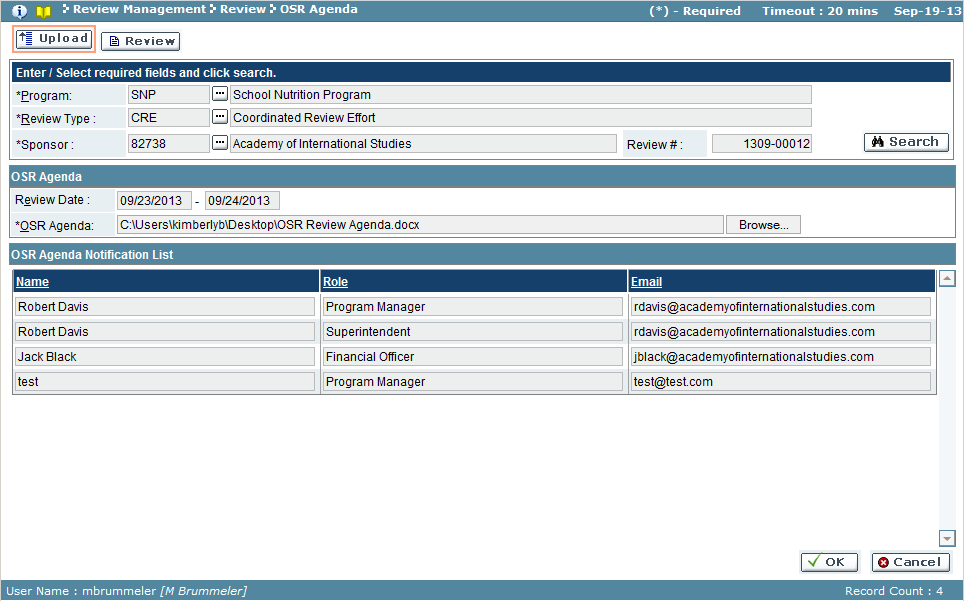 Review Management Review OSR Agenda (*) - Required Timeout : 20 mins Sep-19-13
Upload Review
Enter / Select required fields and click search.
*Program: SNP ... School Nutrition Program
*Review Type : CRE ... Coordinated Review Effort
*Sponsor : 82738 ... Academy of International Studies Review # : 1309-00012 Search
OSR Agenda
Review Date : 09/23/2013 - 09/24/2013
*OSR Agenda: C:\Users\kimberlyb\Desktop\OSR Review Agenda.docx Browse...
OSR Agenda Notification List
Name Role Email
Robert Davis Program Manager rdavis@academyofinternationalstudies.com
Robert Davis Superintendent rdavis@academyofinternationalstudies.com
Jack Black Financial Officer jblack@academyofinternationalstudies.com
test Program Manager test@test.com
OK Cancel
User Name : mbrummeler [M Brummeler] Record Count : 4